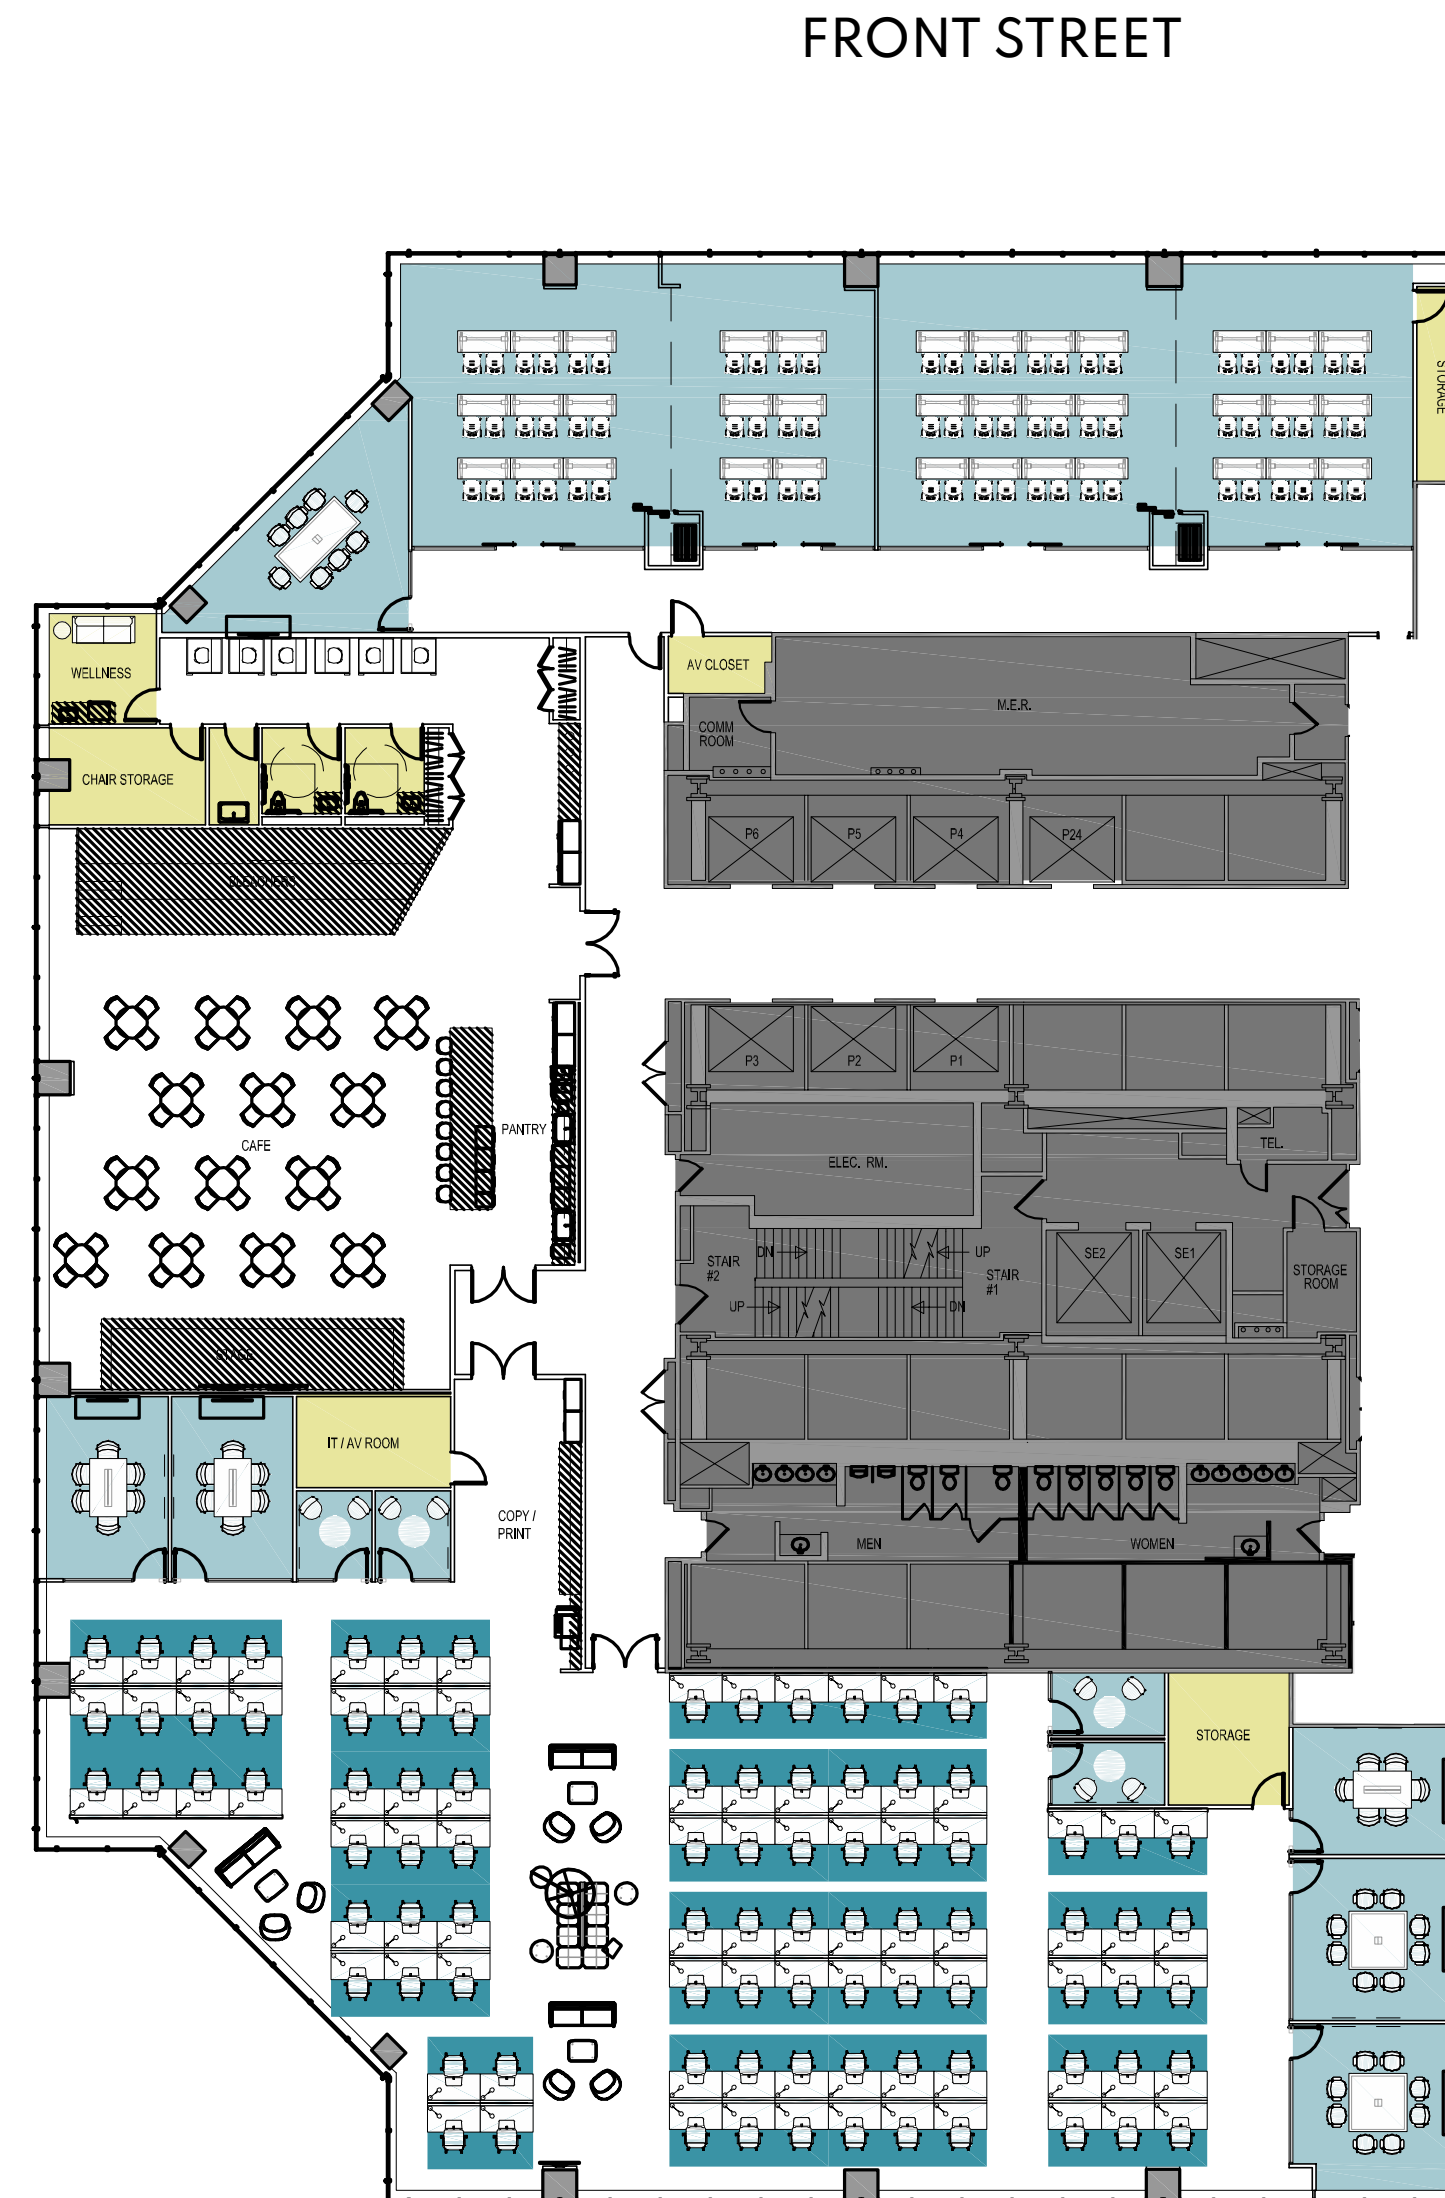 FRONT STREET
STORAGE
WELLNESS
AV CLOSET
M.E.R.
COMM
ROOM
CHAIR STORAGE
P6
P5
P4
P24
BLEACHERS
P3
P2
P1
PANTRY
CAFE
TEL.
ELEC. RM.
DN
UP
STAIR
#2
STAIR
#1
SE2
SE1
STORAGE
ROOM
UP
DN
STAGE
IT / AV ROOM
COPY /
PRINT
MEN
WOMEN
STORAGE